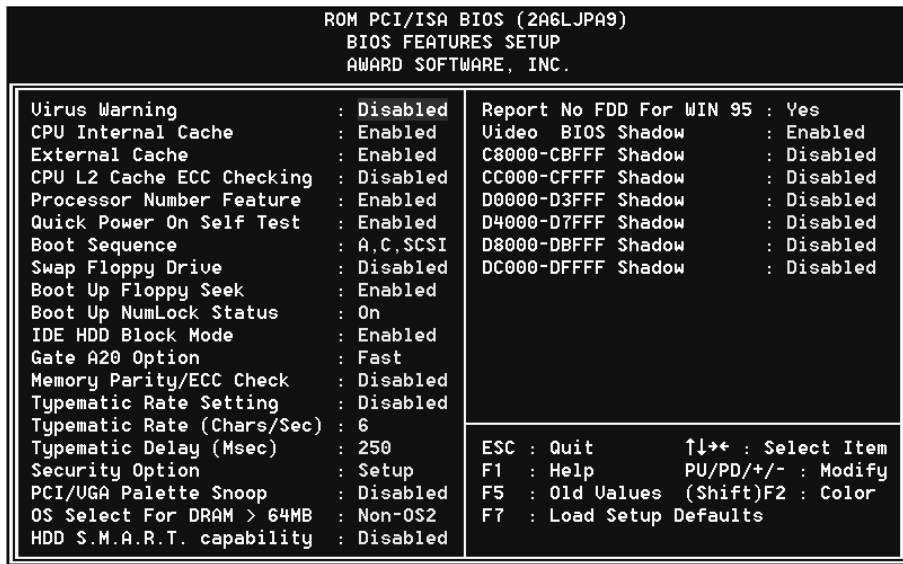 ROM PCI/ISA BIOS (2A6LJPA9)
BIOS FEATURES SETUP
AWARD SOFTWARE, INC.
Virus Warning : Disabled
CPU Internal Cache : Enabled
External Cache : Enabled
CPU L2 Cache ECC Checking : Disabled
Processor Number Feature : Enabled
Quick Power On Self Test : Enabled
Boot Sequence : A,C,SCSI
Swap Floppy Drive : Disabled
Boot Up Floppy Seek : Enabled
Boot Up NumLock Status : On
IDE HDD Block Mode : Enabled
Gate A20 Option : Fast
Memory Parity/ECC Check : Disabled
Typematic Rate Setting : Disabled
Typematic Rate (Chars/Sec) : 6
Typematic Delay (Msec) : 250
Security Option : Setup
PCI/VGA Palette Snoop : Disabled
OS Select For DRAM > 64MB : Non-OS2
HDD S.M.A.R.T. capability : Disabled
Report No FDD For WIN 95 : Yes
Video BIOS Shadow : Enabled
C8000-CBFFF Shadow : Disabled
CC000-CFFFF Shadow : Disabled
D0000-D3FFF Shadow : Disabled
D4000-D7FFF Shadow : Disabled
D8000-DBFFF Shadow : Disabled
DC000-DFFFF Shadow : Disabled
ESC : Quit ↑↓→← : Select Item
F1 : Help PU/PD/+/- : Modify
F5 : Old Values (Shift)F2 : Color
F7 : Load Setup Defaults